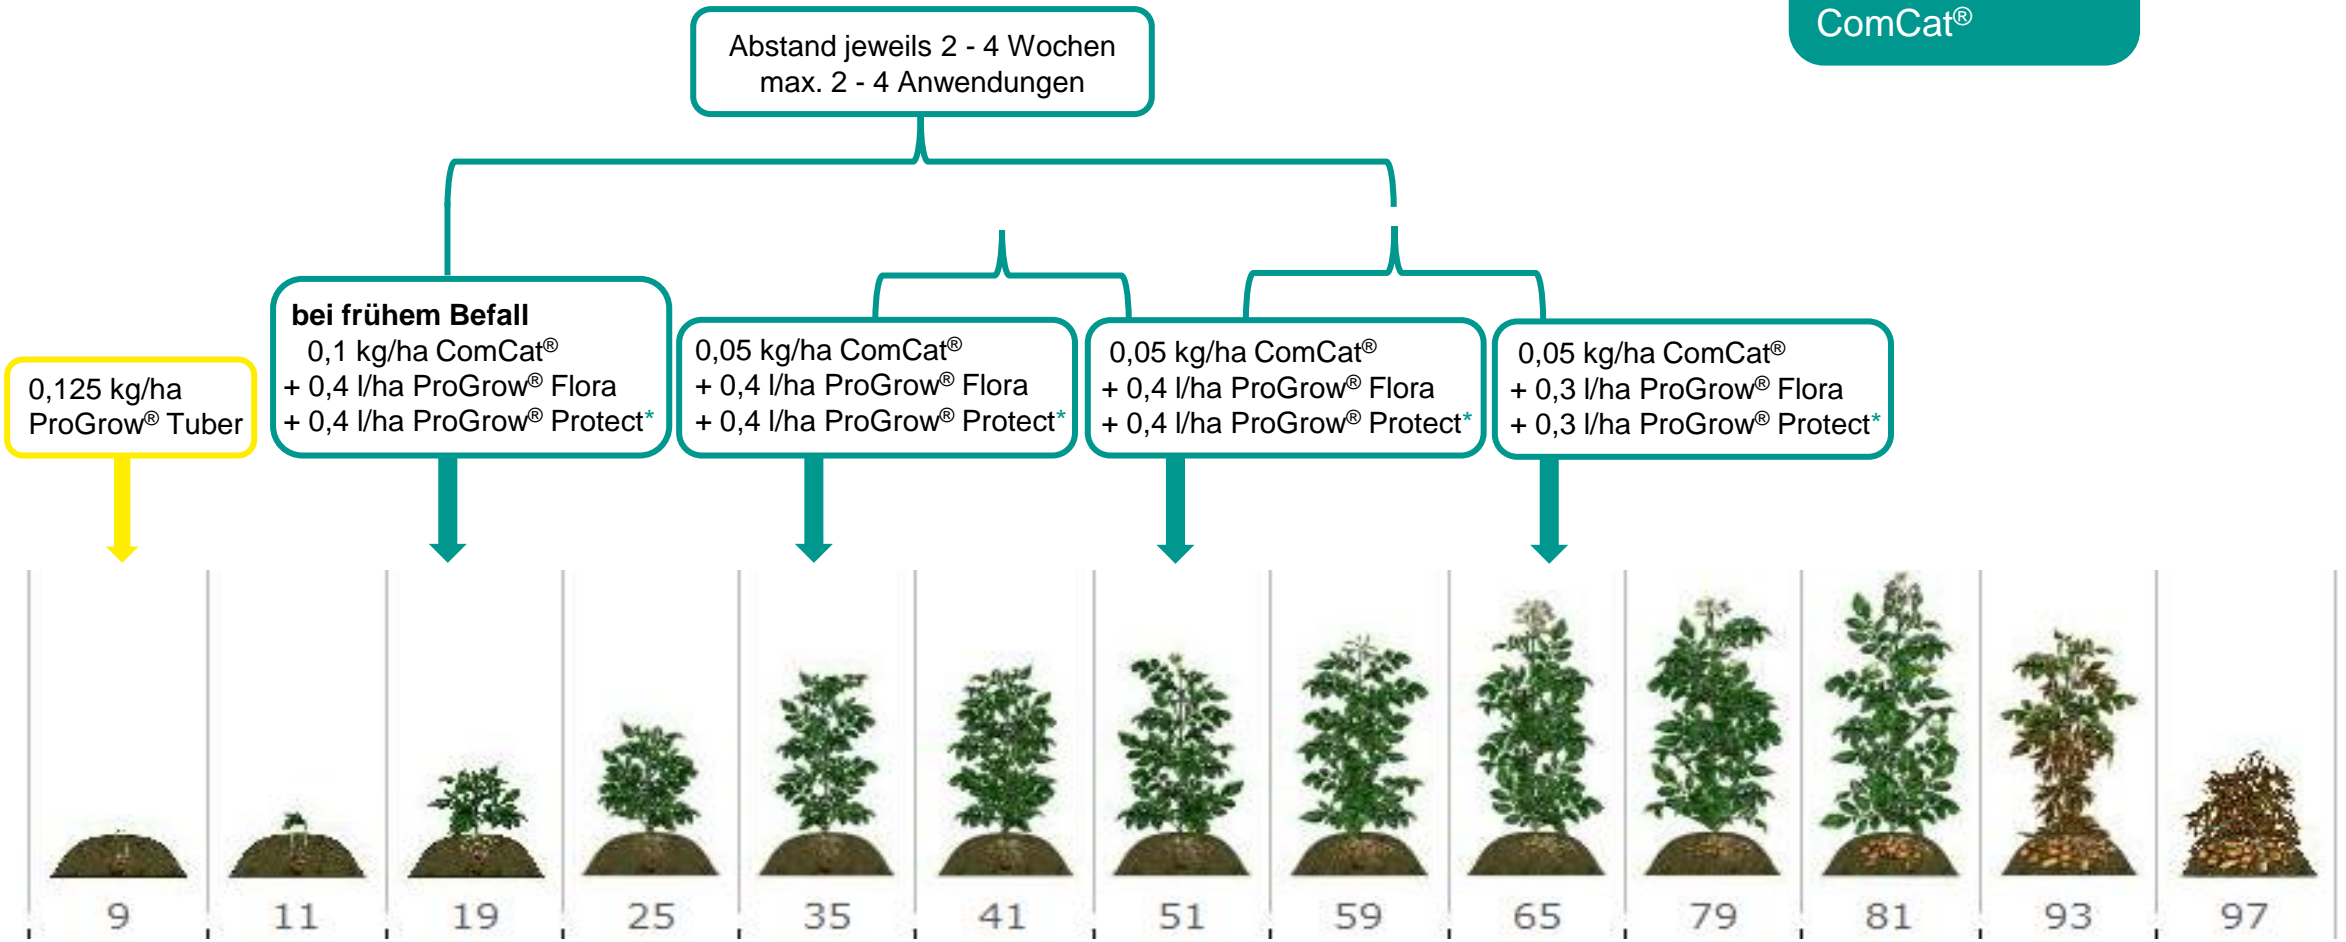 ComCat®
Abstand jeweils 2 - 4 Wochen
max. 2 - 4 Anwendungen
0,125 kg/ha
ProGrow® Tuber
bei frühem Befall
0,1 kg/ha ComCat®
+ 0,4 l/ha ProGrow® Flora
+ 0,4 l/ha ProGrow® Protect*
0,05 kg/ha ComCat®
+ 0,4 l/ha ProGrow® Flora
+ 0,4 l/ha ProGrow® Protect*
0,05 kg/ha ComCat®
+ 0,4 l/ha ProGrow® Flora
+ 0,4 l/ha ProGrow® Protect*
0,05 kg/ha ComCat®
+ 0,3 l/ha ProGrow® Flora
+ 0,3 l/ha ProGrow® Protect*
9 11 19 25 35 41 51 59 65 79 81 93 97